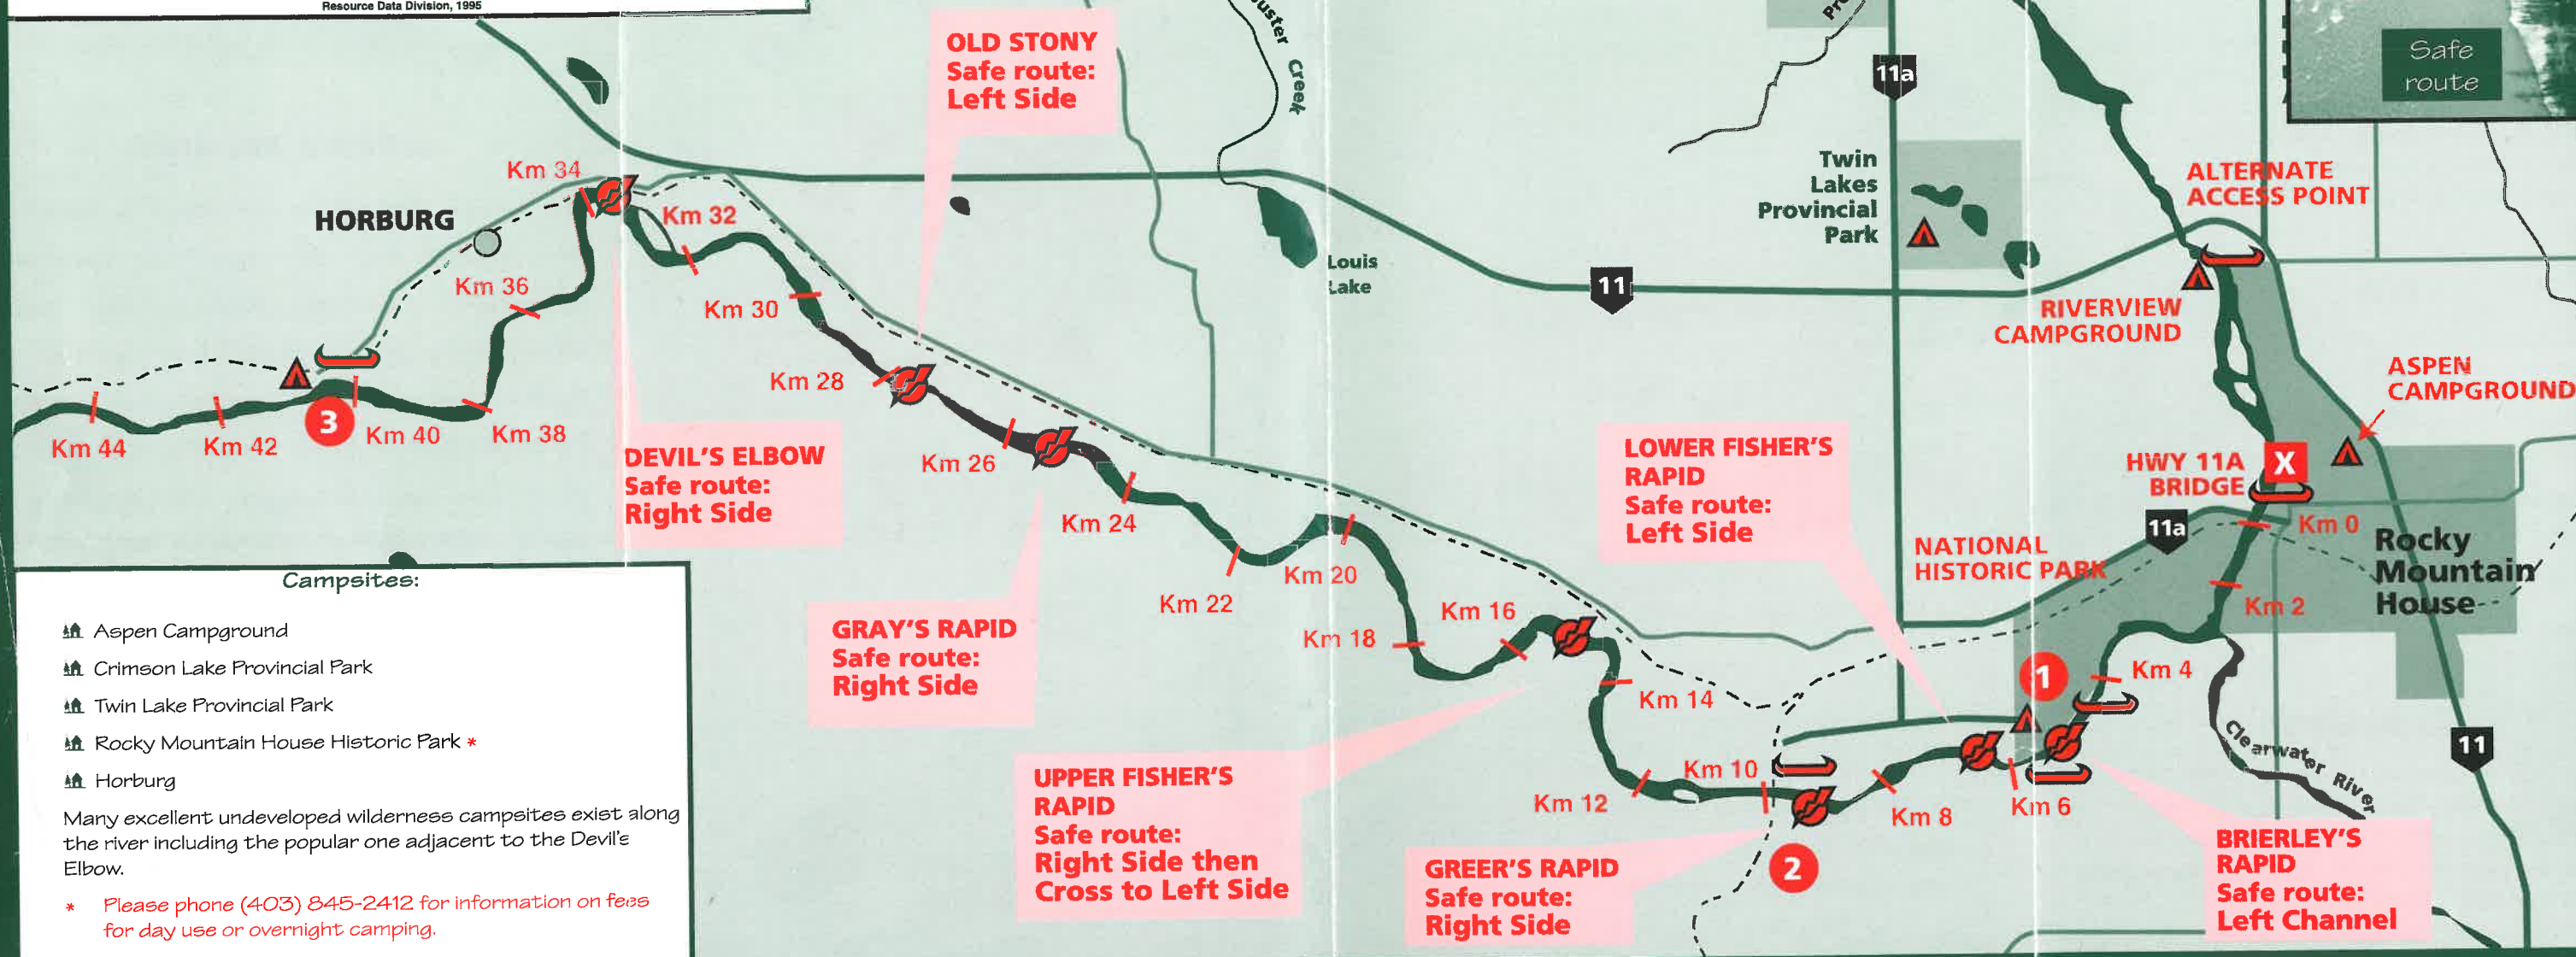 Resource Data Division, 1995
OLD STONY
Safe route:
Left Side
uster
Creek
11a
Safe
route
Twin
Lakes
Provincial
Park
ALTERNATE
ACCESS POINT
Km 34
HORBURG
Km 32
Km 36
Km 30
Louis
Lake
11
RIVERVIEW
CAMPGROUND
ASPEN
CAMPGROUND
Km 28
3
Km 44
Km 42
Km 40
Km 38
DEVIL'S ELBOW
Safe route:
Right Side
Km 26
Km 24
LOWER FISHER'S
RAPID
Safe route:
Left Side
HWY 11A
BRIDGE
X
11a
Km 0
Rocky
Mountain
House
NATIONAL
HISTORIC PARK
Km 22
Km 20
Km 2
GRAY'S RAPID
Safe route:
Right Side
Km 18
Km 16
Km 14
1
Km 4
Clearwater River
11
UPPER FISHER'S
RAPID
Safe route:
Right Side then
Cross to Left Side
Km 12
Km 10
Km 8
Km 6
2
GREER'S RAPID
Safe route:
Right Side
BRIERLEY'S
RAPID
Safe route:
Left Channel
Campsites:
Aspen Campground
Crimson Lake Provincial Park
Twin Lake Provincial Park
Rocky Mountain House Historic Park *
Horburg
Many excellent undeveloped wilderness campsites exist along
the river including the popular one adjacent to the Devil's
Elbow.
* Please phone (403) 845-2412 for information on fees
for day use or overnight camping.